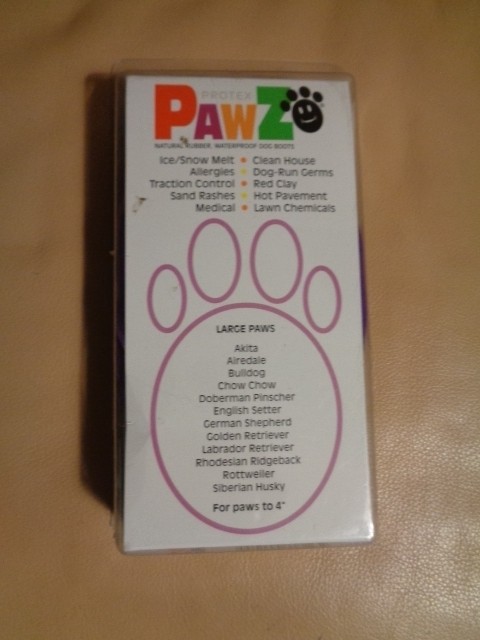 PROTEX
PAWZ
NATURAL RUBBER, WATERPROOF DOG BOOTS
Ice/Snow Melt • Clean House
Allergies • Dog-Run Germs
Traction Control • Red Clay
Sand Rashes • Hot Pavement
Medical • Lawn Chemicals
LARGE PAWS
Akita
Airedale
Bulldog
Chow Chow
Doberman Pinscher
English Setter
German Shepherd
Golden Retriever
Labrador Retriever
Rhodesian Ridgeback
Rottweiler
Siberian Husky
For paws to 4"